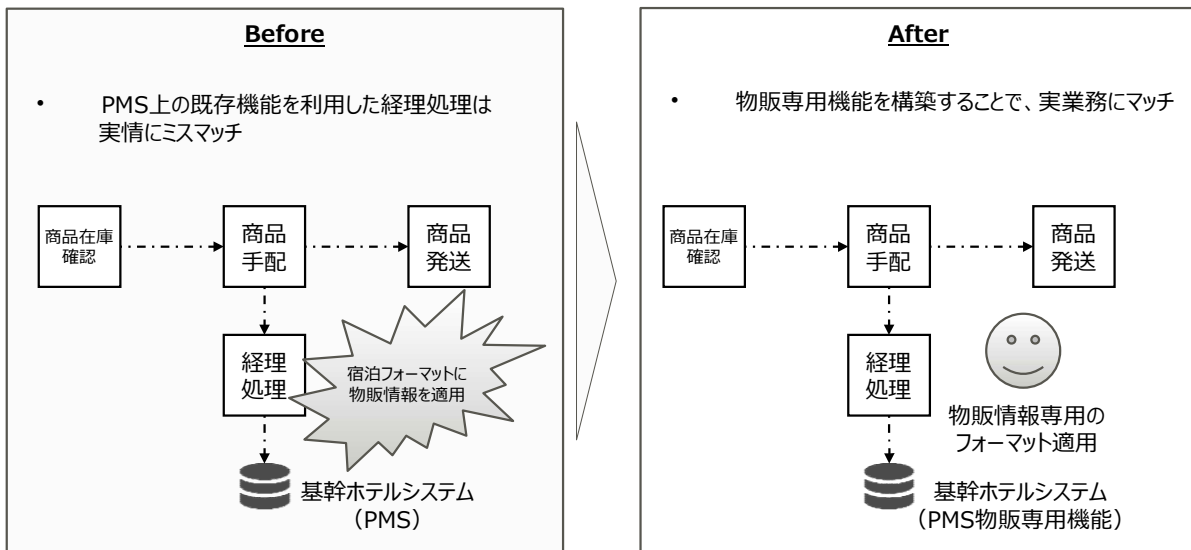 Before
• PMS上の既存機能を利用した経理処理は
実情にミスマッチ
商品在庫
確認
商品
手配
商品
発送
経理
処理
宿泊フォーマットに
物販情報を適用
基幹ホテルシステム
（PMS）
After
• 物販専用機能を構築することで、実業務にマッチ
商品在庫
確認
商品
手配
商品
発送
経理
処理
物販情報専用の
フォーマット適用
基幹ホテルシステム
（PMS物販専用機能）